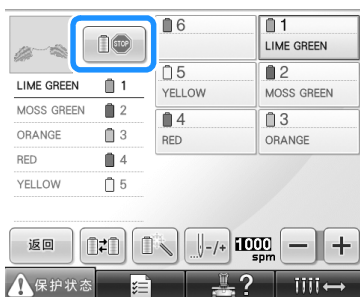 STOP
LIME GREEN 1
MOSS GREEN 2
ORANGE 3
RED 4
YELLOW 5
6
1
LIME GREEN
5
YELLOW
2
MOSS GREEN
4
RED
3
ORANGE
返回
-/+
1000
spm
− +
保护状态
?